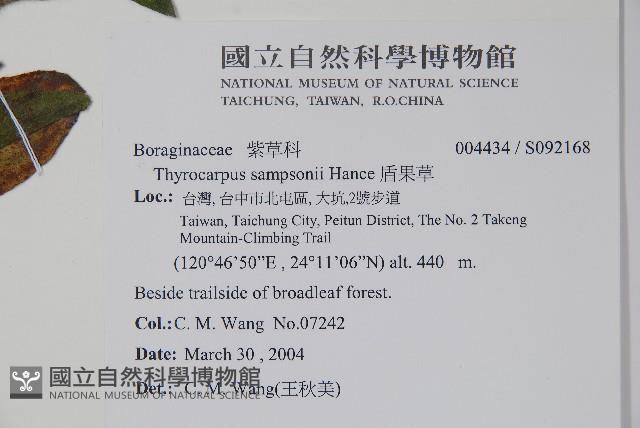 國立自然科學博物館
NATIONAL MUSEUM OF NATURAL SCIENCE
TAICHUNG, TAIWAN, R.O.CHINA
Boraginaceae 紫草科 004434 / S092168
Thyrocarpus sampsonii Hance 盾果草
Loc.: 台灣, 台中市北屯區, 大坑,2號步道
Taiwan, Taichung City, Peitun District, The No. 2 Takeng
Mountain-Climbing Trail
(120°46'50”E , 24°11'06”N) alt. 440 m.
Beside trailside of broadleaf forest.
Col.:C. M. Wang No.07242
Date: March 30 , 2004
Det.: C. M. Wang(王秋美)
國立自然科學博物館
NATIONAL MUSEUM OF NATURAL SCIENCE